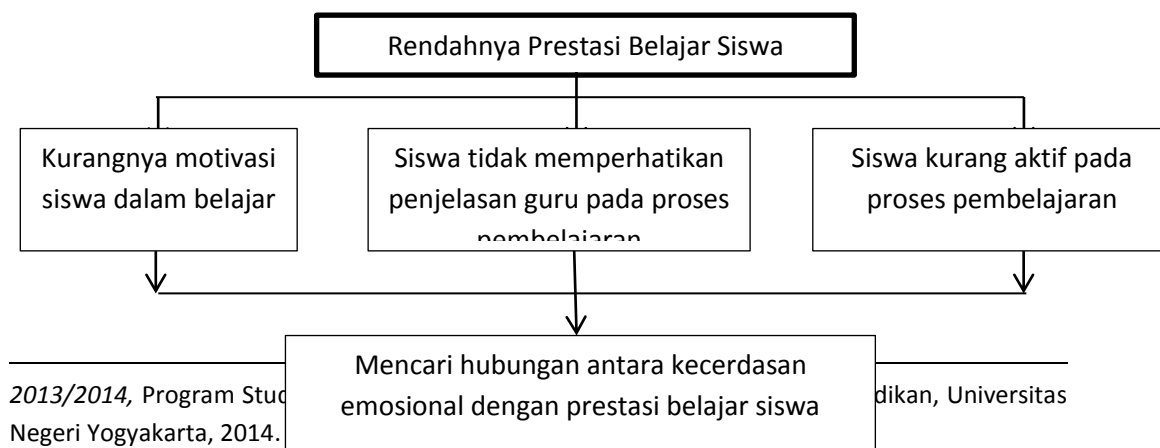 Rendahnya Prestasi Belajar Siswa
Kurangnya motivasi
siswa dalam belajar
Siswa tidak memperhatikan
penjelasan guru pada proses
pembelajaran
Siswa kurang aktif pada
proses pembelajaran
Mencari hubungan antara kecerdasan
emosional dengan prestasi belajar siswa
2013/2014, Program dikan, Universitas
Negeri Yogyakarta, 2014.